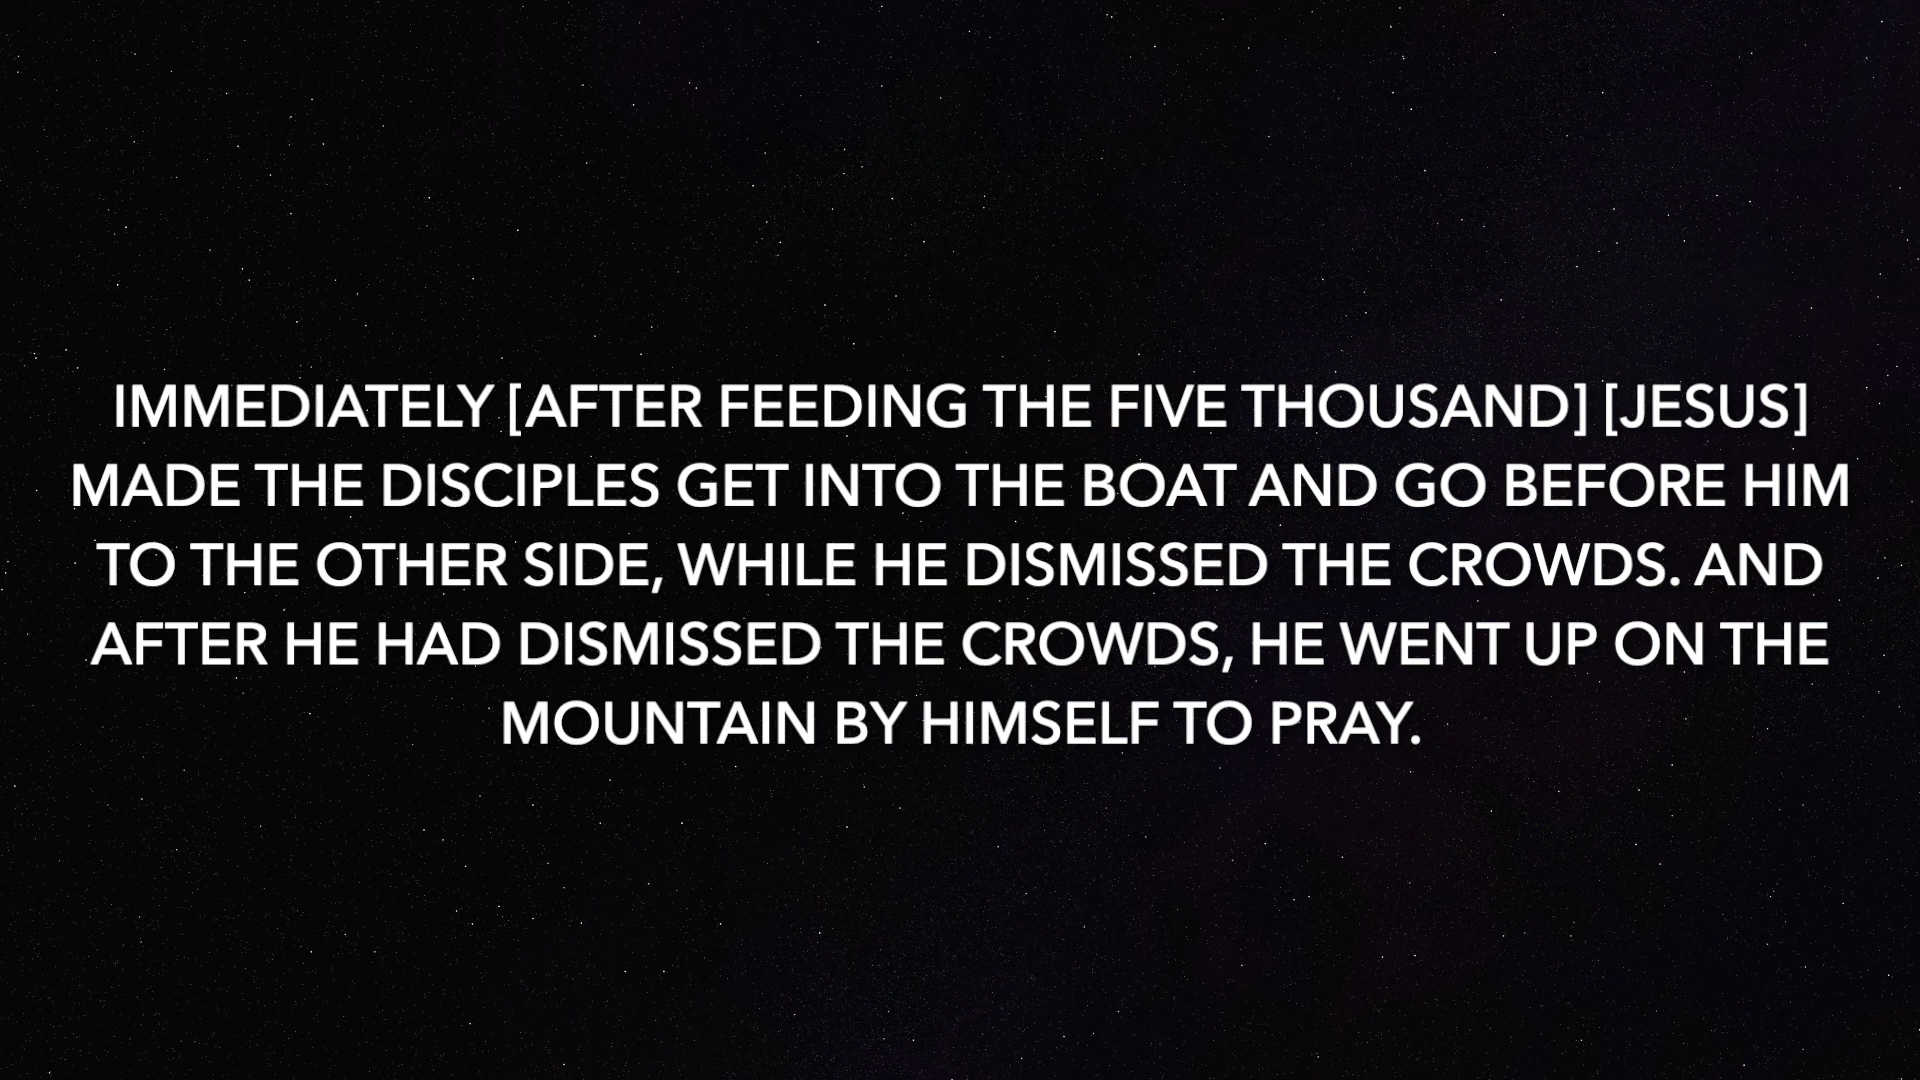 IMMEDIATELY [AFTER FEEDING THE FIVE THOUSAND] [JESUS]
MADE THE DISCIPLES GET INTO THE BOAT AND GO BEFORE HIM
TO THE OTHER SIDE, WHILE HE DISMISSED THE CROWDS. AND
AFTER HE HAD DISMISSED THE CROWDS, HE WENT UP ON THE
MOUNTAIN BY HIMSELF TO PRAY.